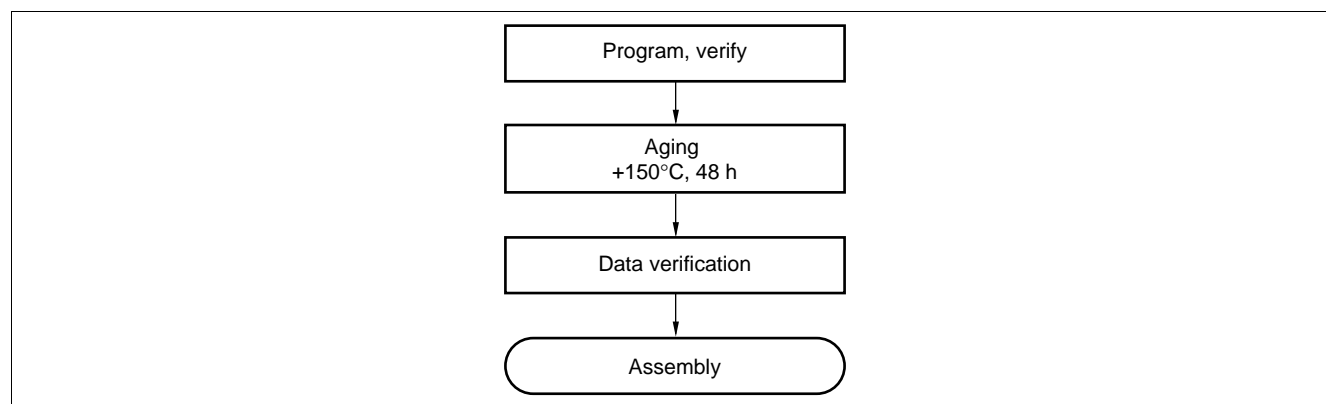 Program, verify
Aging
+150°C, 48 h
Data verification
Assembly